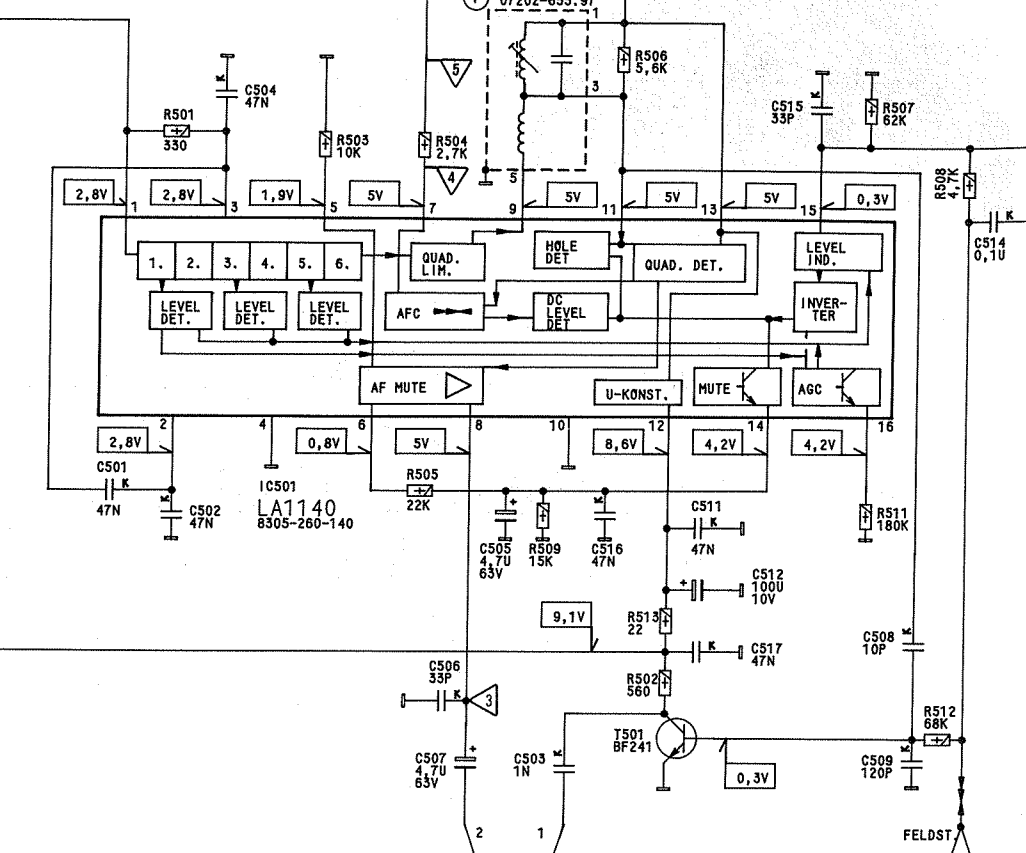 07202-655.97
1
5
R506
5,6K
3
C504
47N
R501
330
R503
10K
R504
2,7K
4
5
C515
33P
R507
62K
R508
4,7K
C514
0,1U
2,8V
2,8V
1,9V
5V
5V
5V
5V
0,3V
1
3
5
7
9
11
13
15
1. 2. 3. 4. 5. 6.
QUAD.
LIM.
HOLE
DET
QUAD. DET.
LEVEL
IND.
LEVEL
DET.
LEVEL
DET.
LEVEL
DET.
AFC
DC
LEVEL
DET
INVER-
TER
AF MUTE
U-KONST.
MUTE
AGC
2
4
6
8
10
12
14
16
2,8V
0,8V
5V
8,6V
4,2V
4,2V
C501
47N
C502
47N
IC501
LA1140
8305-260-140
R505
22K
C505
4,7U
63V
R509
15K
C516
47N
C511
47N
R511
180K
C512
100U
10V
R513
22
9,1V
C517
47N
C508
10P
C506
33P
3
R502
560
T501
BF241
R512
68K
C507
4,7U
63V
C503
1N
0,3V
C509
120P
2
1
FELDST.